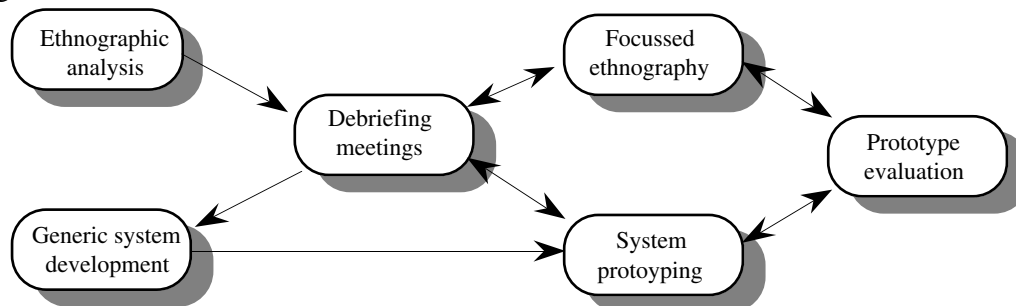 Ethnographic
analysis
Focussed
ethnography
Debriefing
meetings
Prototype
evaluation
Generic system
development
System
protoyping